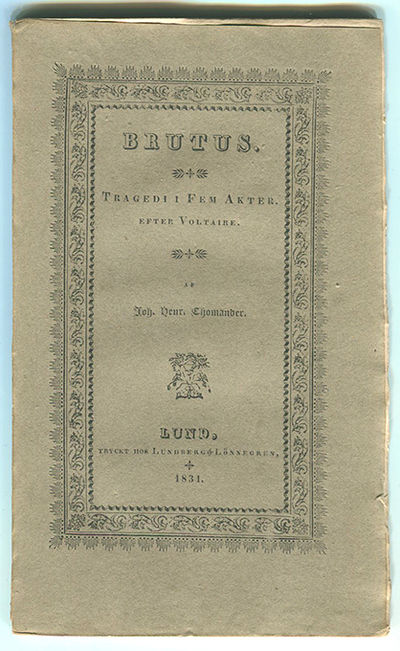 BRUTUS.
TRAGEDI I FEM AKTER.
EFTER VOLTAIRE.
AF
Joh. Henr. Thomander.
LUND,
TRYCKT HOS LUNDBERG & LÖNNEGREN,
1831.